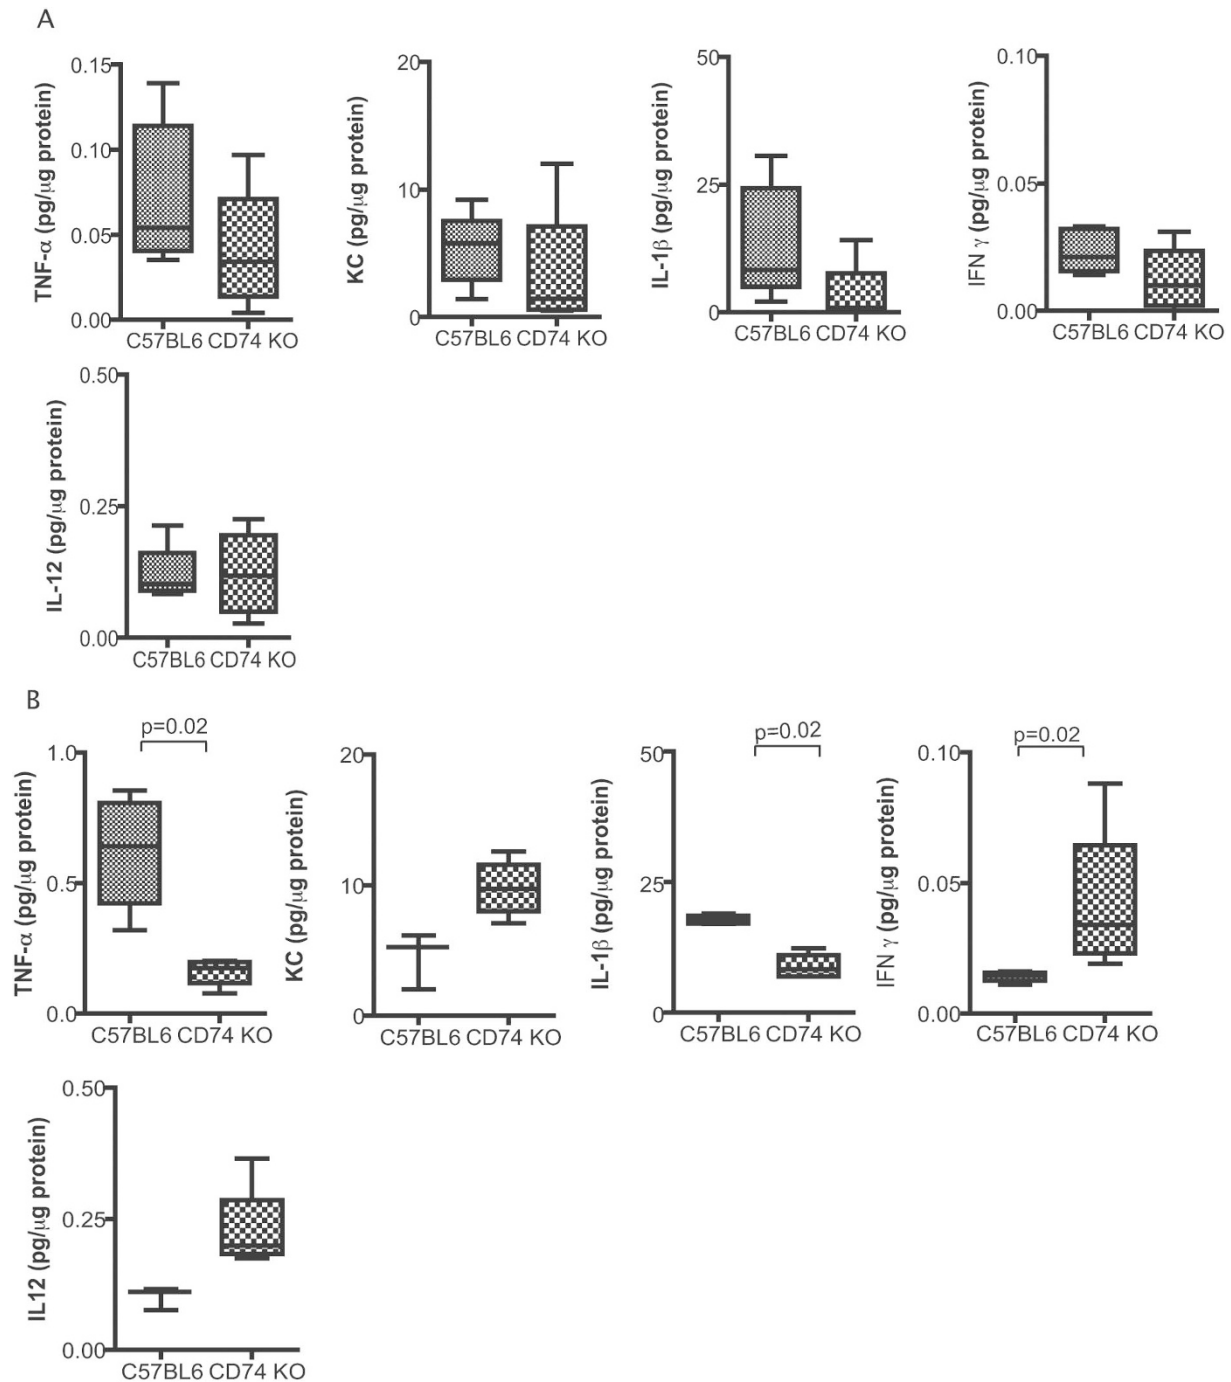 A
TNF-α (pg/μg protein)
0.15
0.10
0.05
0.00
C57BL6 CD74 KO
KC (pg/μg protein)
20
10
0
C57BL6 CD74 KO
IL-1β (pg/μg protein)
50
25
0
C57BL6 CD74 KO
IFN γ (pg/μg protein)
0.10
0.05
0.00
C57BL6 CD74 KO
IL-12 (pg/μg protein)
0.50
0.25
0.00
C57BL6 CD74 KO
B
TNF-α (pg/μg protein)
p=0.02
1.0
0.5
0.0
C57BL6 CD74 KO
KC (pg/μg protein)
20
10
0
C57BL6 CD74 KO
IL-1β (pg/μg protein)
p=0.02
50
25
0
C57BL6 CD74 KO
IFN γ (pg/μg protein)
p=0.02
0.10
0.05
0.00
C57BL6 CD74 KO
IL12 (pg/μg protein)
0.50
0.25
0.00
C57BL6 CD74 KO